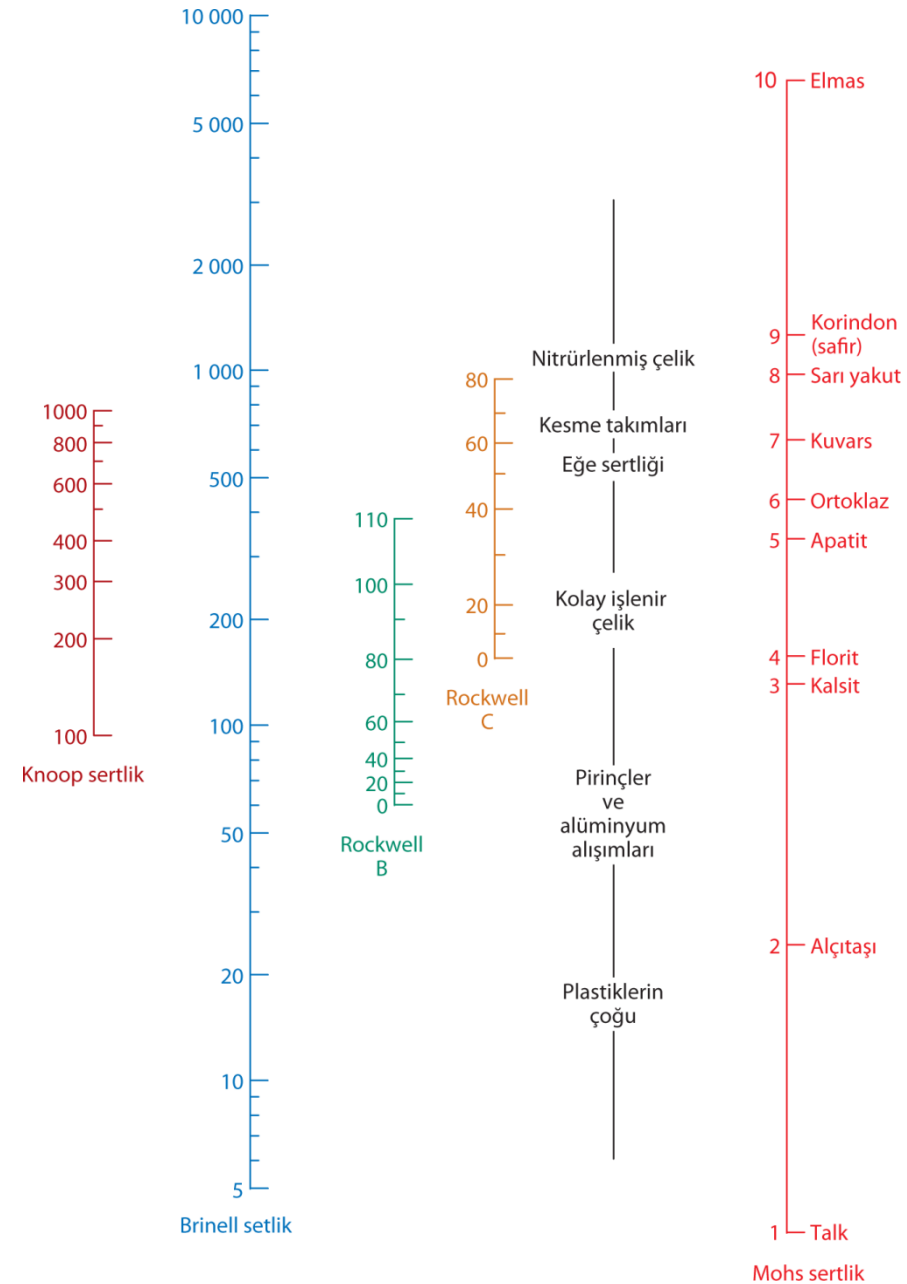 1000
800
600
400
300
200
100
Knoop sertlik
10 000
5 000
2 000
1 000
500
200
100
50
20
10
5
Brinell setlik
110
100
80
60
40
20
0
Rockwell
B
80
60
40
20
0
Rockwell
C
Nitrürlenmiş çelik
Kesme takımları
Eğe sertliği
Kolay işlenir
çelik
Pirinçler
ve
alüminyum
alışımları
Plastiklerin
çoğu
10 Elmas
9 Korindon
(safir)
8 Sarı yakut
7 Kuvars
6 Ortoklaz
5 Apatit
4 Florit
3 Kalsit
2 Alçıtaşı
1 Talk
Mohs sertlik